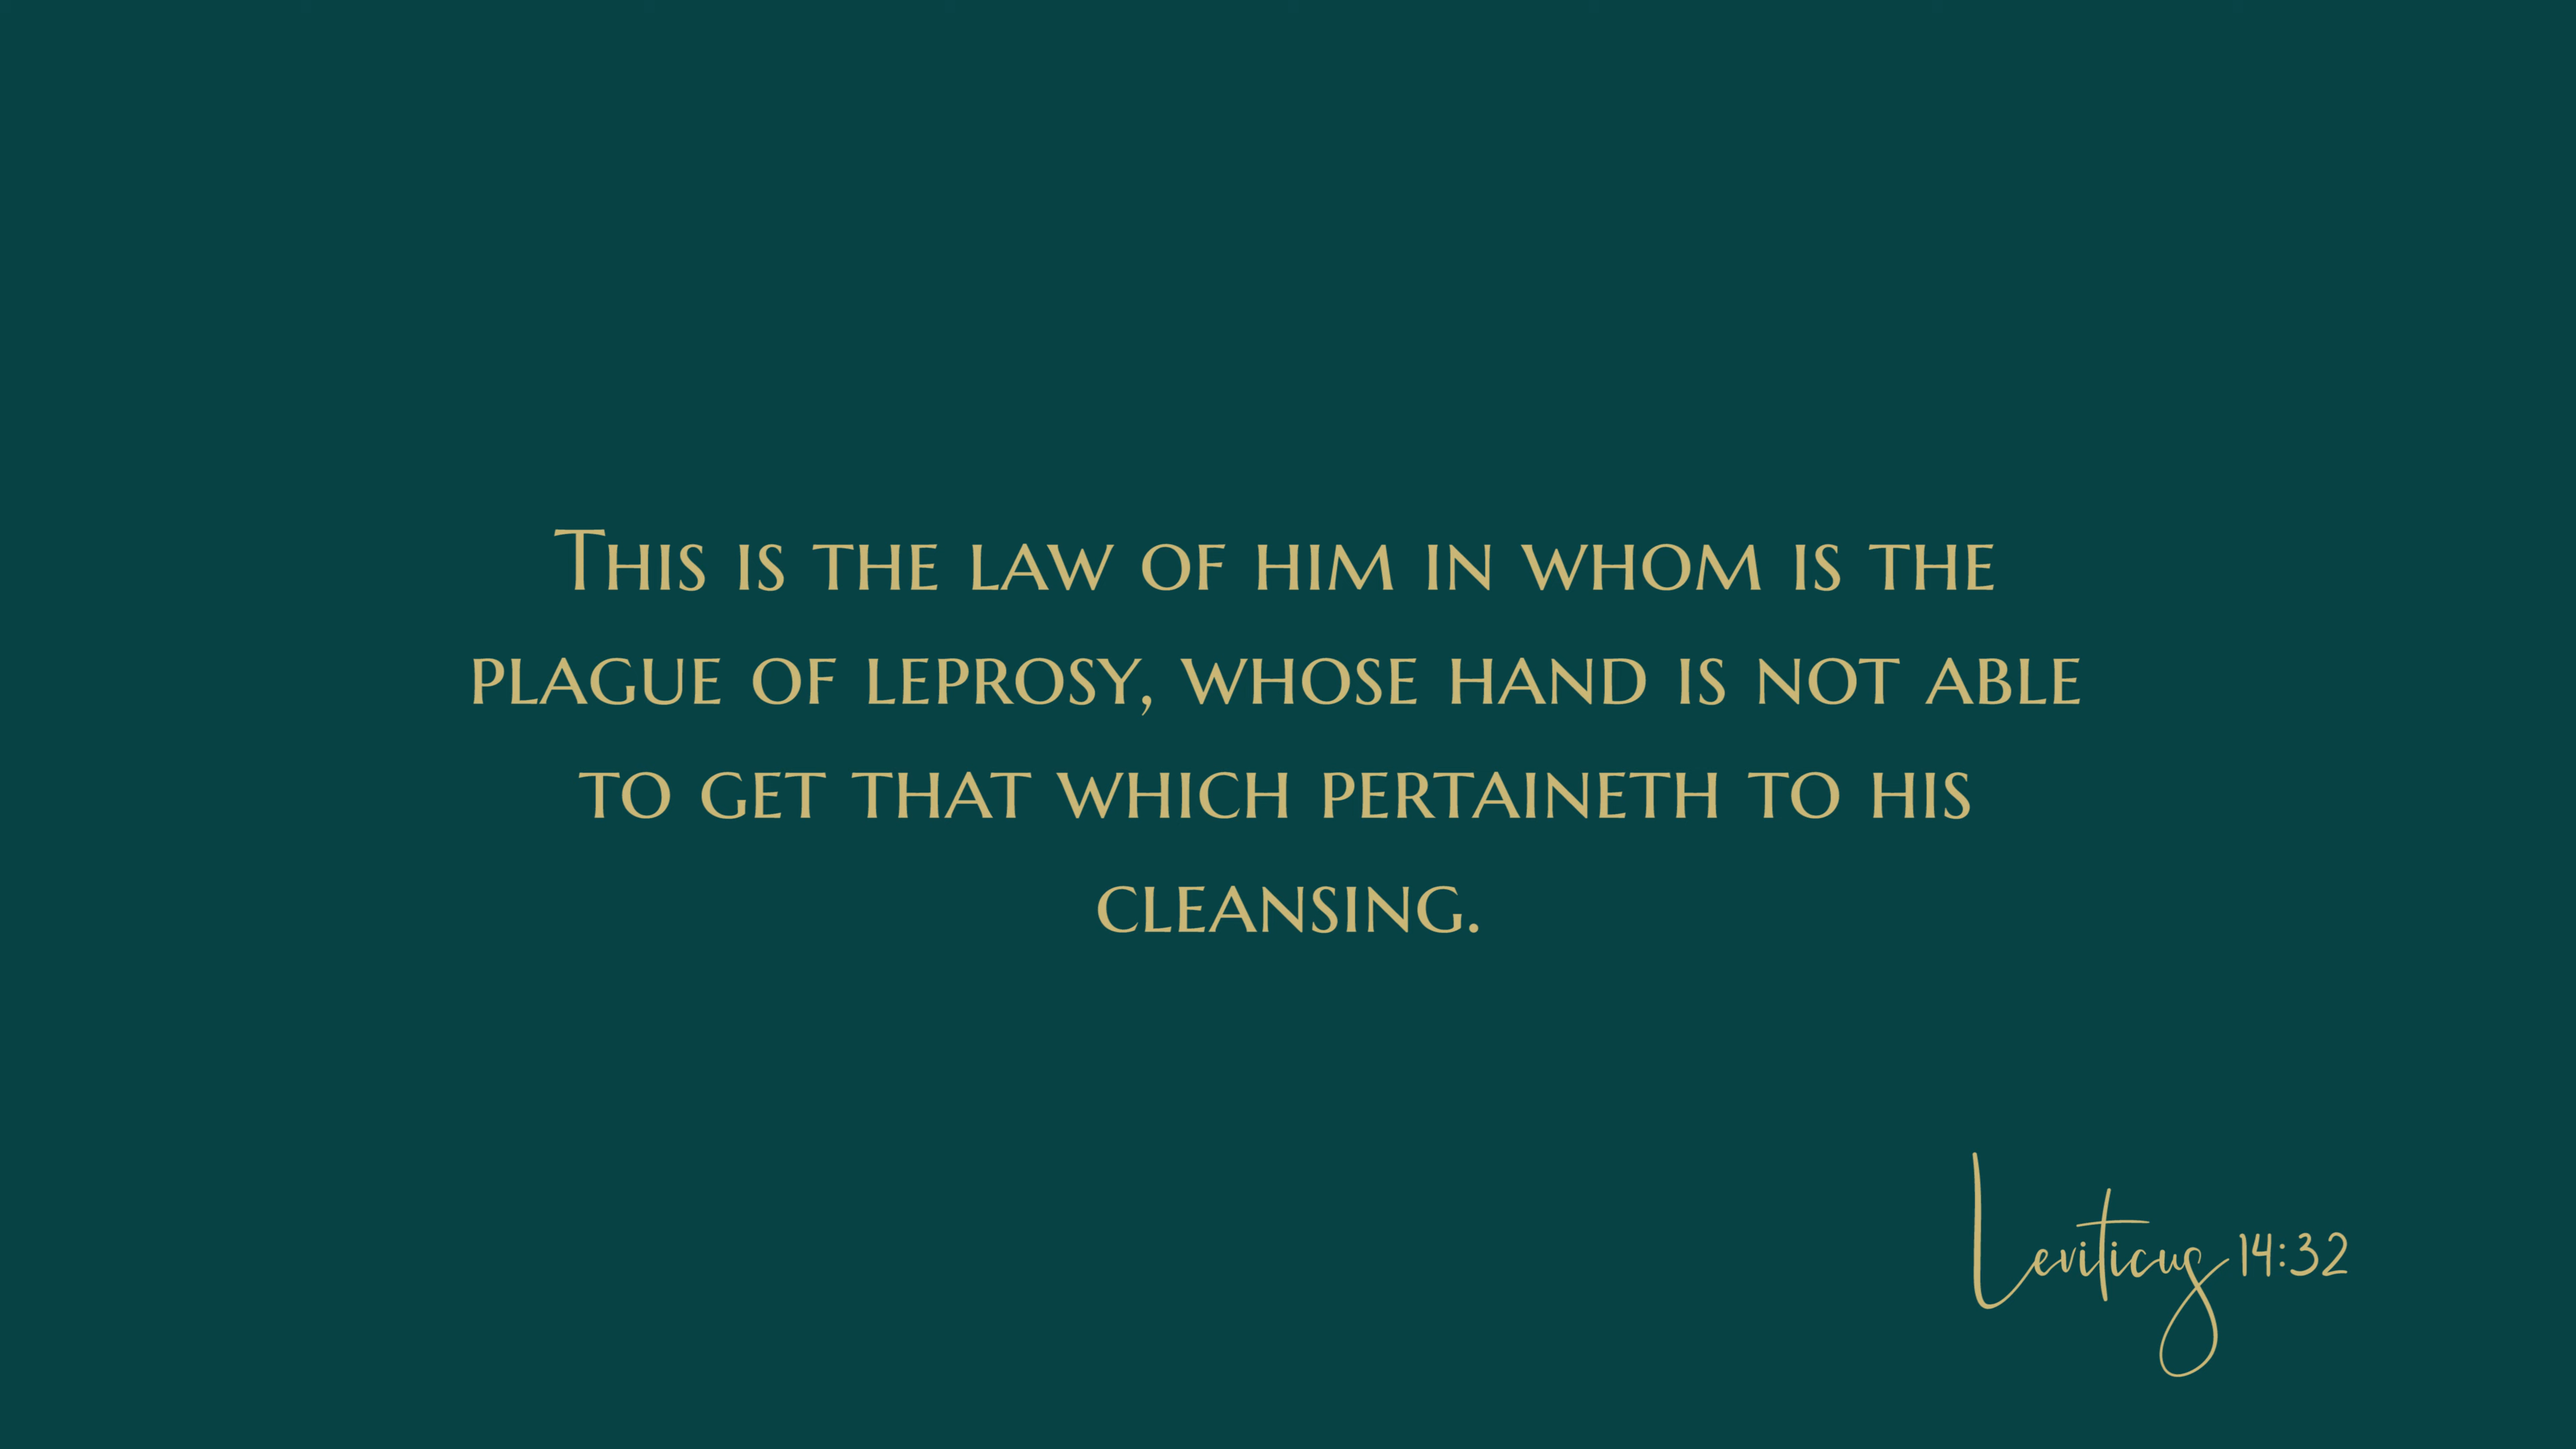 This is the law of him in whom is the
plague of leprosy, whose hand is not able
to get that which pertaineth to his
cleansing.
Leviticus 14:32